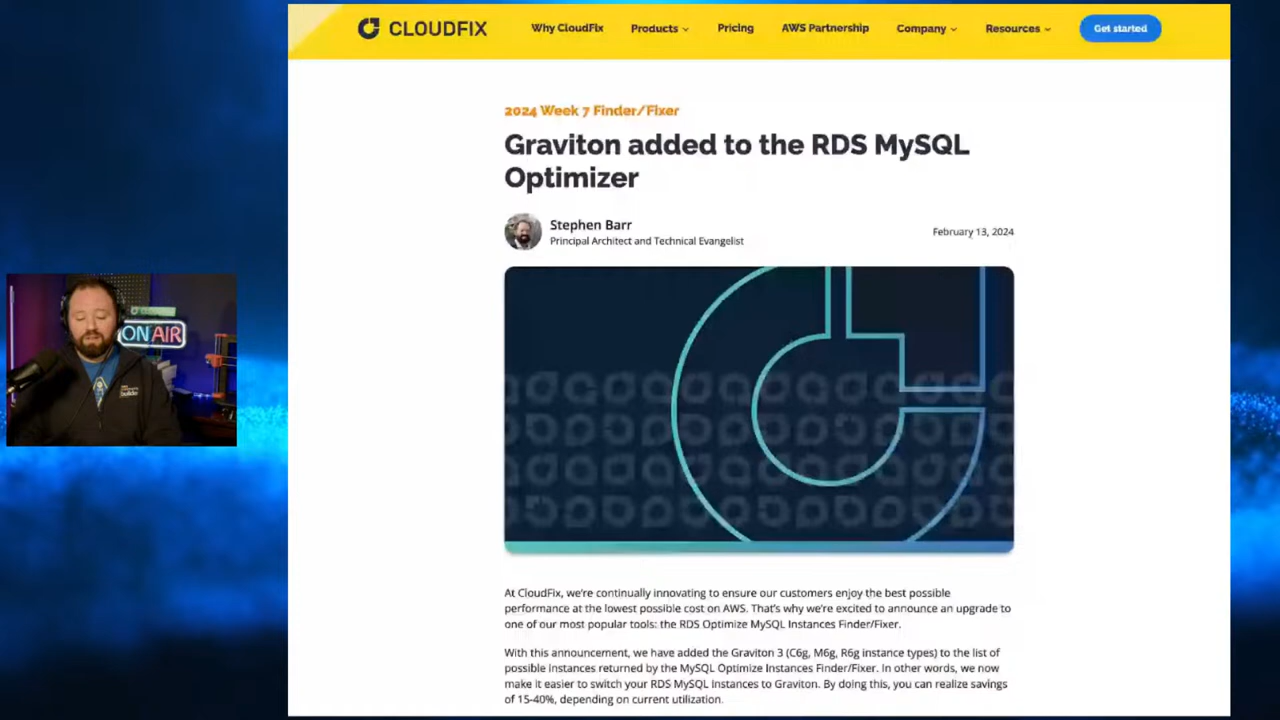 CLOUDFIX
Why CloudFix
Products
Pricing
AWS Partnership
Company
Resources
Get started
2024 Week 7 Finder/Fixer
Graviton added to the RDS MySQL
Optimizer
Stephen Barr
Principal Architect and Technical Evangelist
February 13, 2024
ON AIR
At CloudFix, we're continually innovating to ensure our customers enjoy the best possible
performance at the lowest possible cost on AWS. That's why we're excited to announce an upgrade to
one of our most popular tools: the RDS Optimize MySQL Instances Finder/Fixer.
With this announcement, we have added the Graviton 3 (C6g, M6g, R6g instance types) to the list of
possible instances returned by the MySQL Optimize Instances Finder/Fixer. In other words, we now
make it easier to switch your RDS MySQL instances to Graviton. By doing this, you can realize savings
of 15-40%, depending on current utilization.